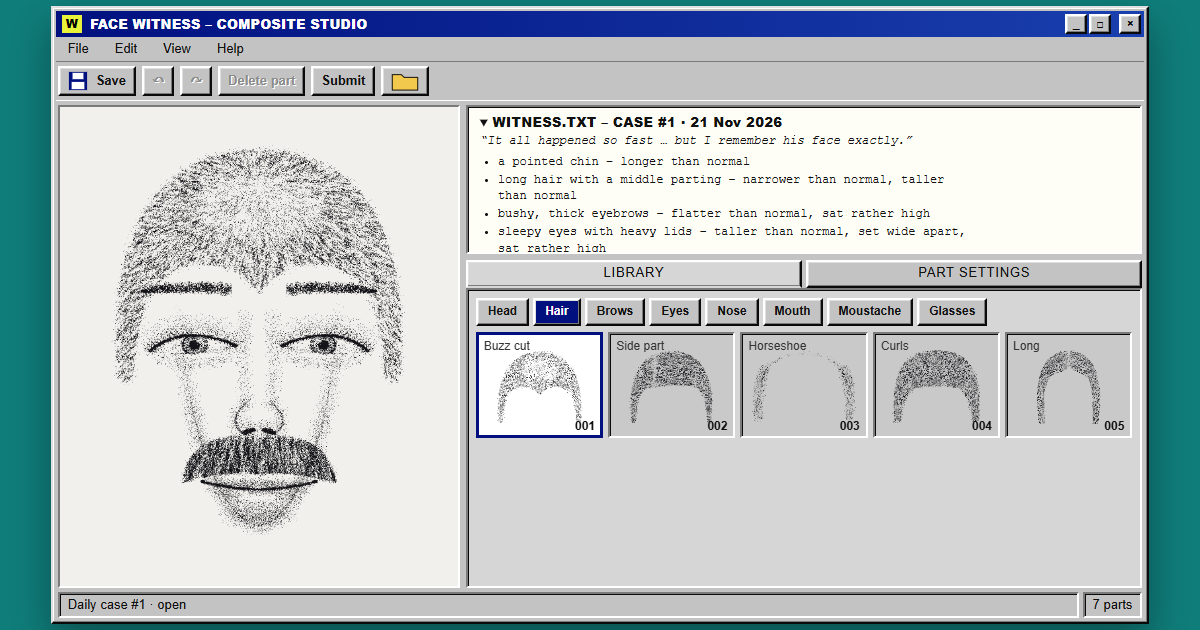 W FACE WITNESS – COMPOSITE STUDIO
File Edit View Help
Save Delete part Submit
▼ WITNESS.TXT – CASE #1 · 21 Nov 2026
“It all happened so fast … but I remember his face exactly.”
• a pointed chin – longer than normal
• long hair with a middle parting – narrower than normal, taller
than normal
• bushy, thick eyebrows – flatter than normal, sat rather high
• sleepy eyes with heavy lids – taller than normal, set wide apart,
sat rather high
LIBRARY PART SETTINGS
Head Hair Brows Eyes Nose Mouth Moustache Glasses
Buzz cut Side part Horseshoe Curls Long
001 002 003 004 005
Daily case #1 · open 7 parts